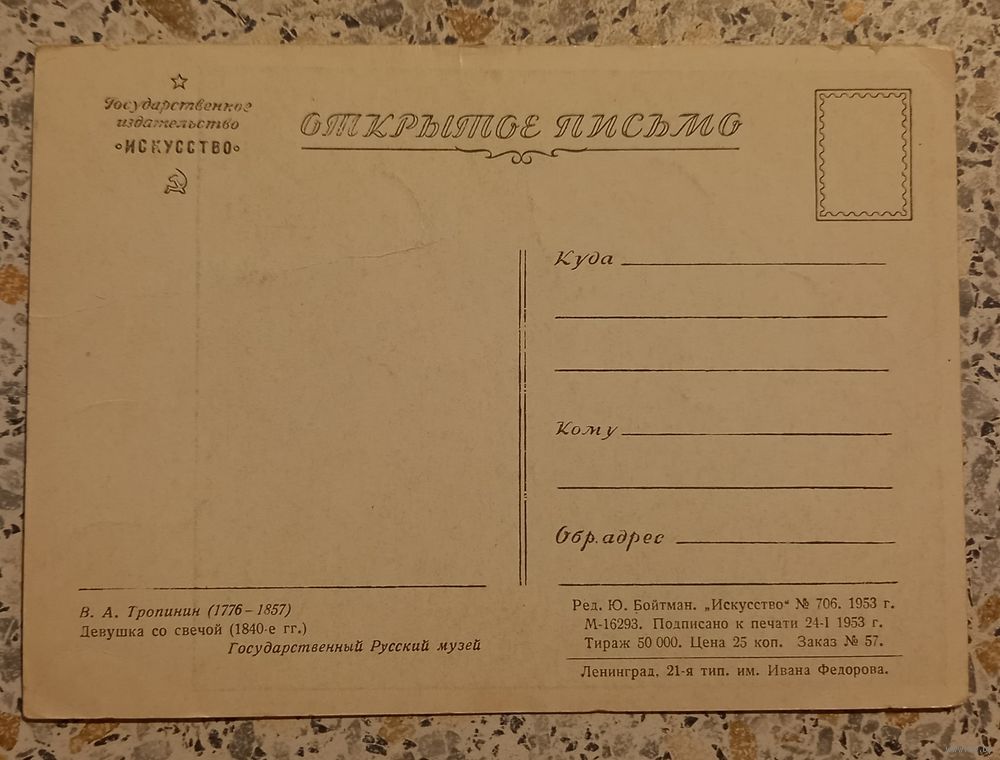 Государственное
издательство
ИСКУССТВО
ОТКРЫТОЕ ПИСЬМО
Куда
Кому
Обр. адрес
В. А. Тропинин (1776–1857)
Девушка со свечой (1840-е гг.)
Государственный Русский музей
Ред. Ю. Бойтман. „Искусство“ № 706. 1953 г.
М-16293. Подписано к печати 24-I 1953 г.
Тираж 50 000. Цена 25 коп. Заказ № 57.
Ленинград, 21-я тип. им. Ивана Федорова.